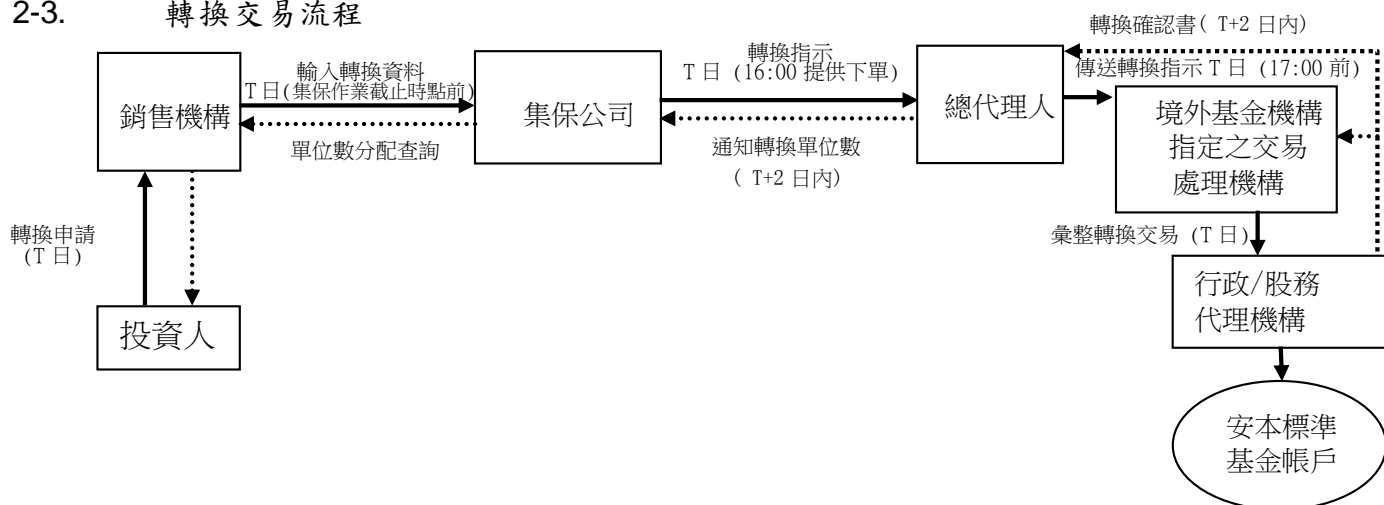 2-3. 轉換交易流程
轉換確認書( T+2 日內)
轉換指示
T 日 (16:00 提供下單)
傳送轉換指示 T 日 (17:00 前)
輸入轉換資料
T 日(集保作業截止時點前)
銷售機構
集保公司
總代理人
境外基金機構
指定之交易
處理機構
單位數分配查詢
通知轉換單位數
( T+2 日內)
轉換申請
(T 日)
彙整轉換交易 (T 日)
行政/股務
代理機構
投資人
安本標準
基金帳戶